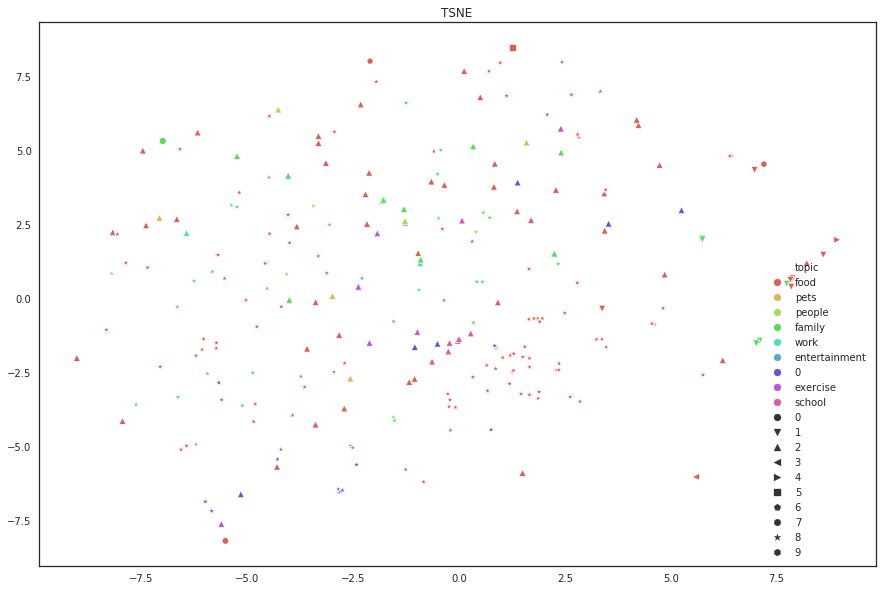 TSNE
7.5
5.0
2.5
0.0
−2.5
−5.0
−7.5
−7.5
−5.0
−2.5
0.0
2.5
5.0
7.5
topic
food
pets
people
family
work
entertainment
0
exercise
school
0
1
2
3
4
5
6
7
8
9